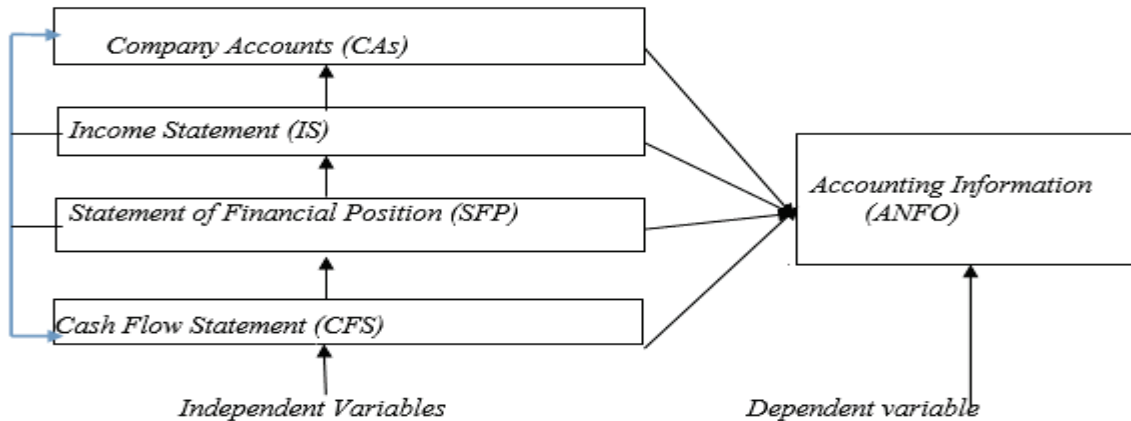 Company Accounts (CAs)
Income Statement (IS)
Statement of Financial Position (SFP)
Cash Flow Statement (CFS)
Accounting Information
(ANFO)
Independent Variables
Dependent variable